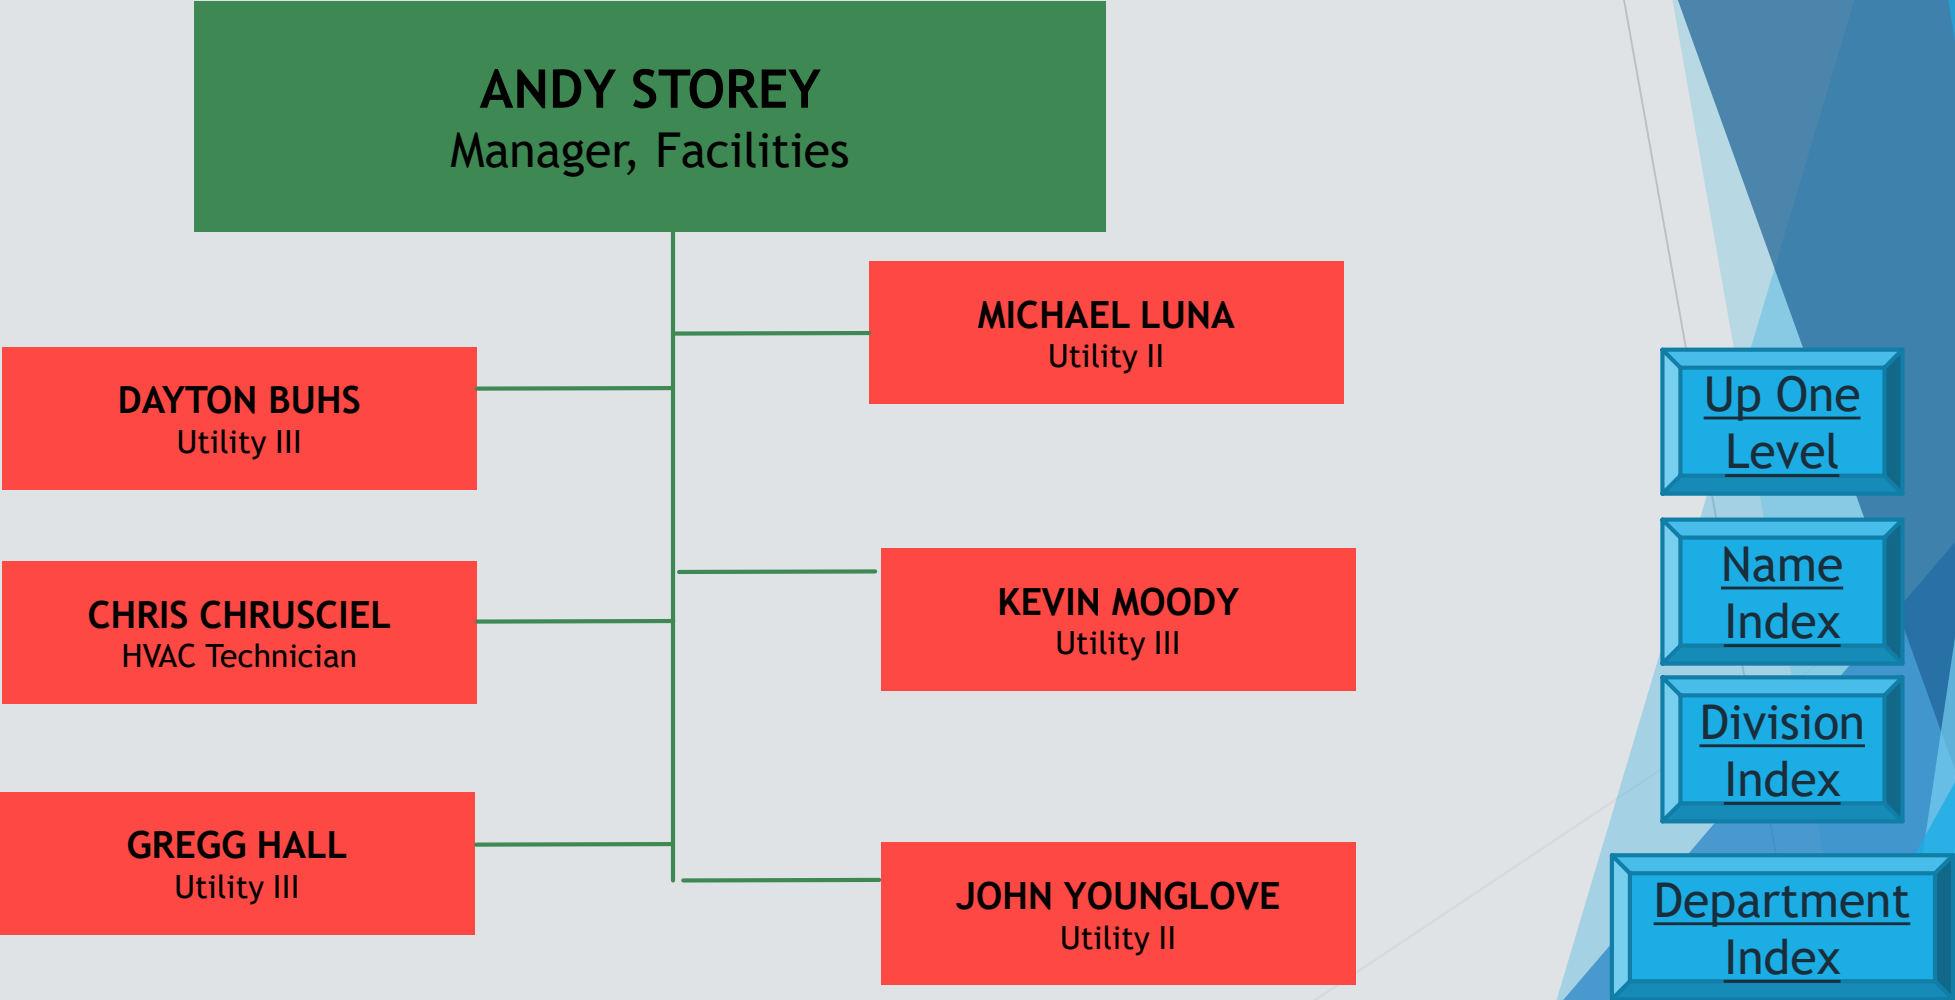 ANDY STOREY
Manager, Facilities
MICHAEL LUNA
Utility II
DAYTON BUHS
Utility III
CHRIS CHRUSCIEL
HVAC Technician
KEVIN MOODY
Utility III
GREGG HALL
Utility III
JOHN YOUNGLOVE
Utility II
Up One
Level
Name
Index
Division
Index
Department
Index